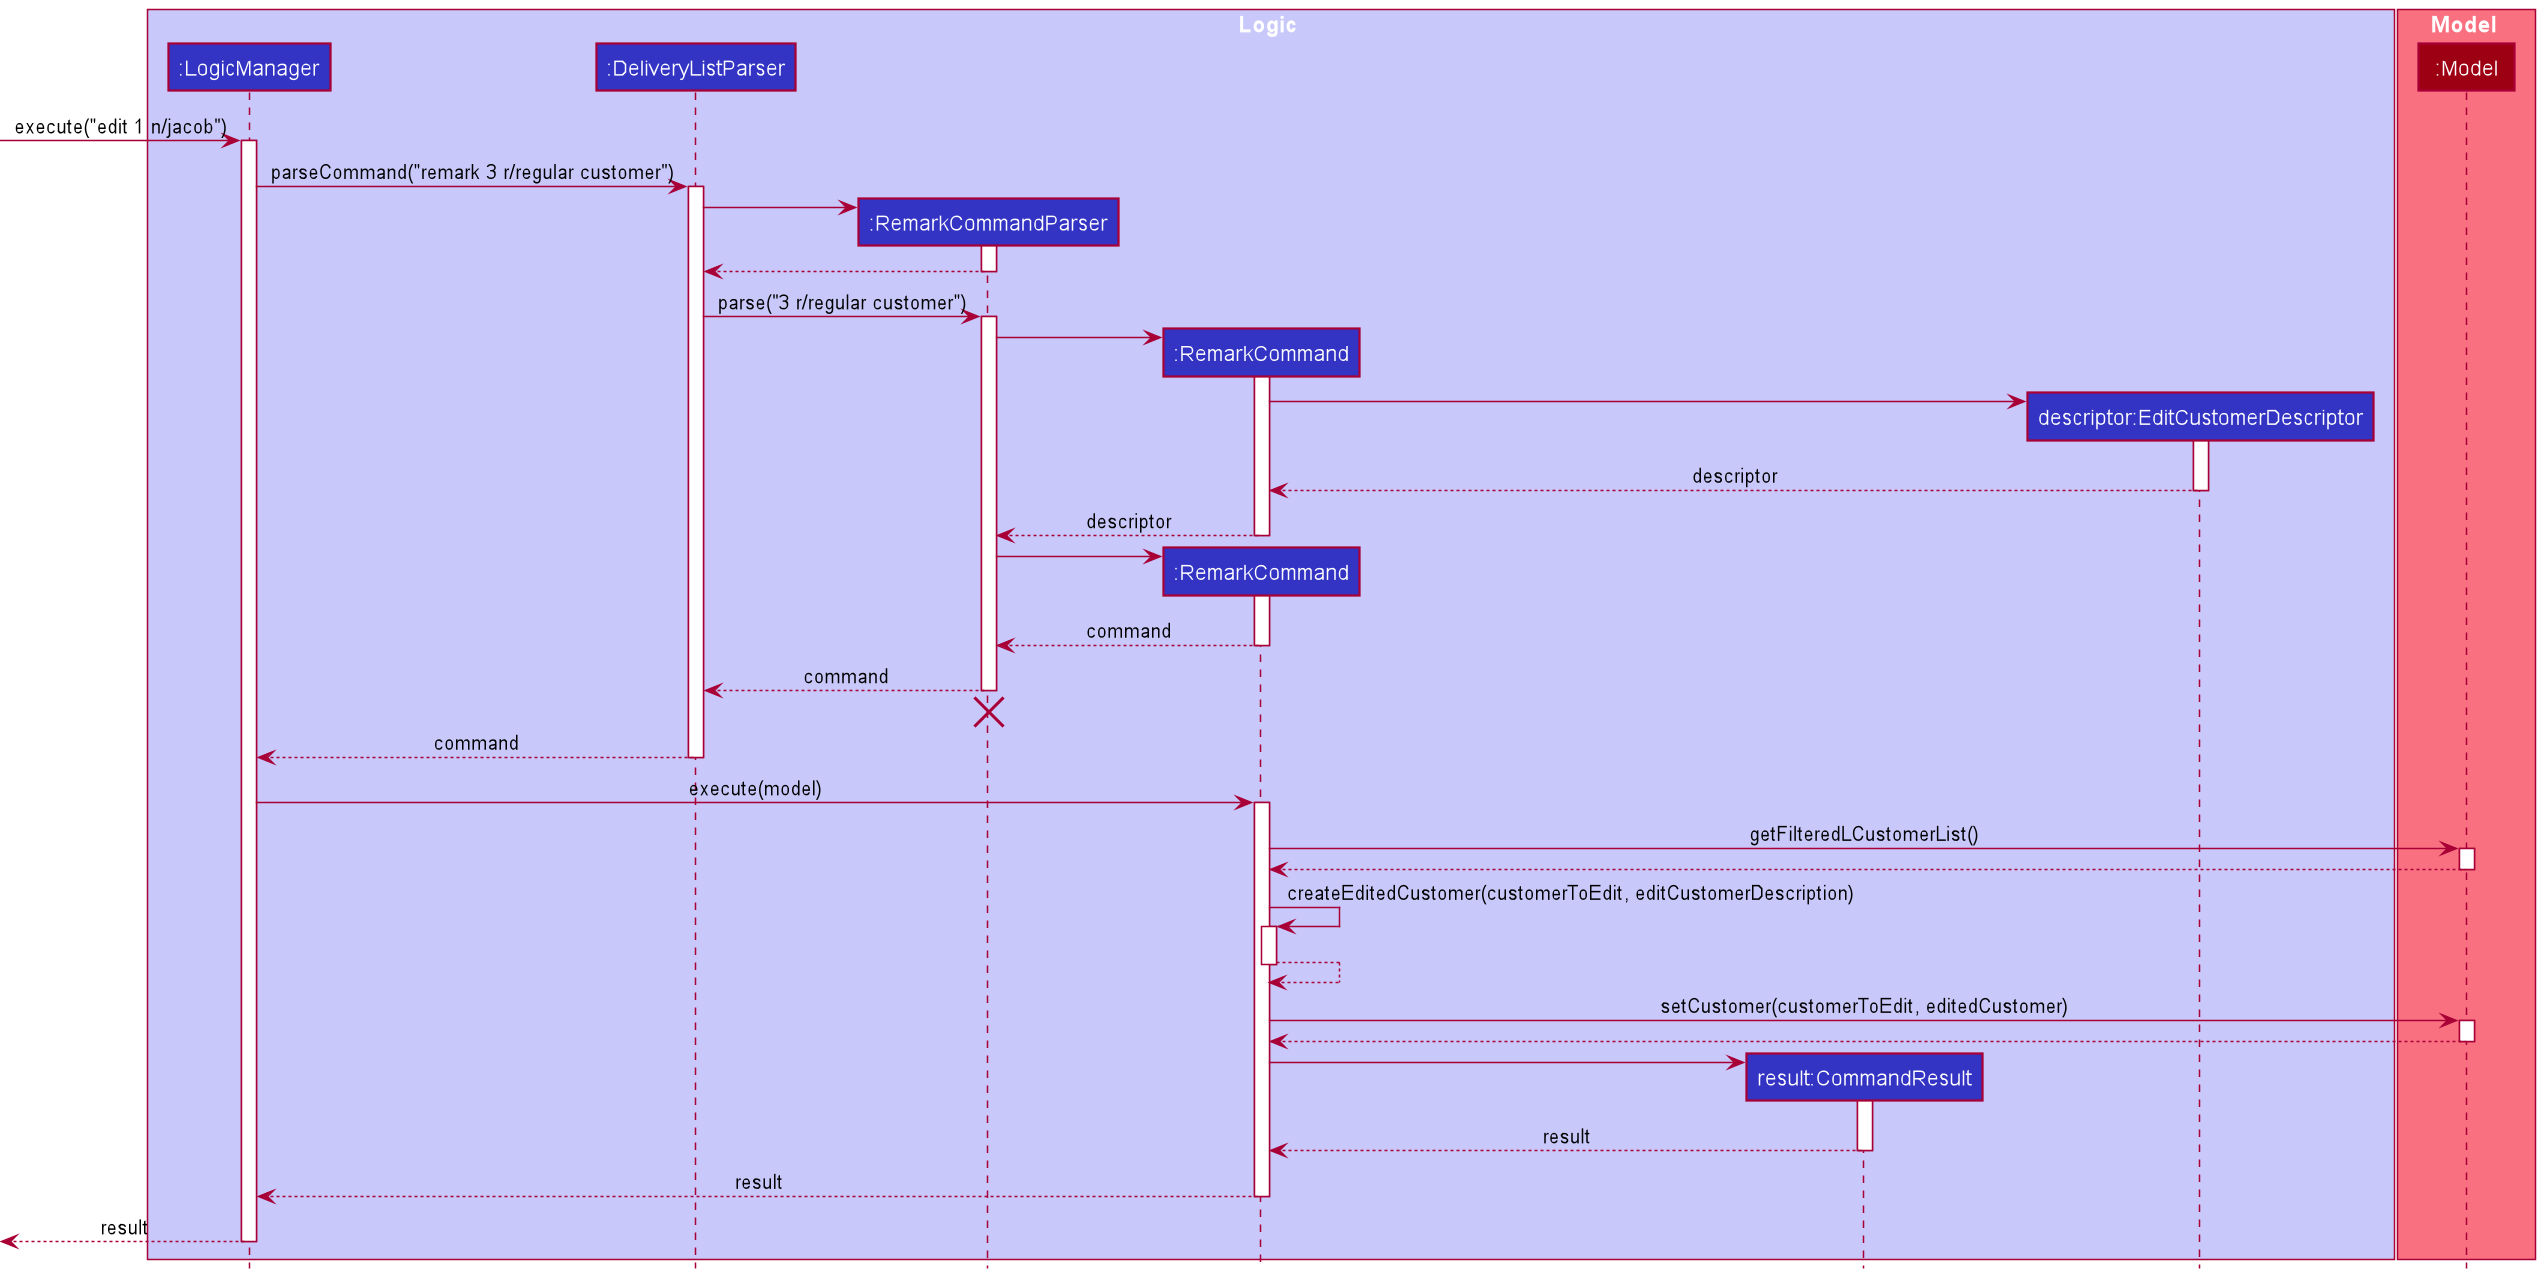 Logic
Model
:LogicManager
:DeliveryListParser
:Model
execute("edit 1 n/jacob")
parseCommand("remark 3 r/regular customer")
:RemarkCommandParser
parse("3 r/regular customer")
:RemarkCommand
descriptor:EditCustomerDescriptor
descriptor
descriptor
:RemarkCommand
command
command
command
execute(model)
getFilteredLCustomerList()
createEditedCustomer(customerToEdit, editCustomerDescription)
setCustomer(customerToEdit, editedCustomer)
result:CommandResult
result
result
result